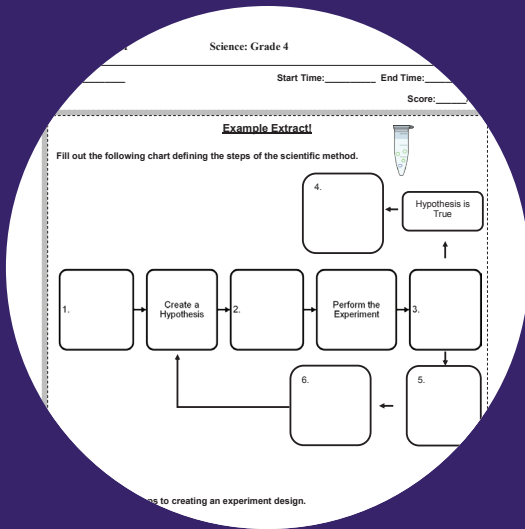 Science: Grade 4
Start Time:__________ End Time:_____
Score:______/
Example Extract!
Fill out the following chart defining the steps of the scientific method.
4.
Hypothesis is
True
1.
Create a
Hypothesis
2.
Perform the
Experiment
3.
6.
5.
to creating an experiment design.